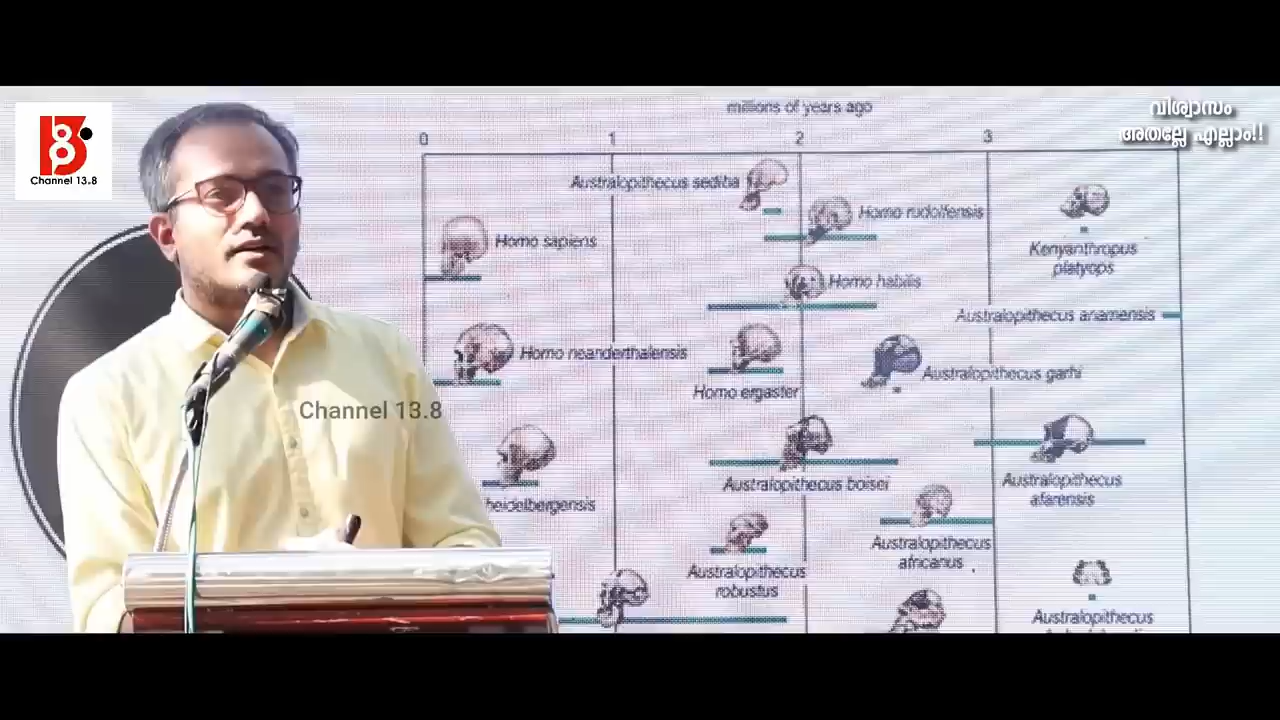 B 8
Channel 13.8
വിശ്വാസം
അതല്ലേ എല്ലാം!!
millions of years ago
0
1
2
3
Australopithecus sediba
Homo rudolfensis
Homo sapiens
Kenyanthropus
platyops
Homo habilis
Australopithecus anamensis
Homo neanderthalensis
Homo ergaster
Australopithecus garhi
Channel 13.8
Australopithecus boisei
Australopithecus
afarensis
heidelbergensis
Australopithecus
africanus
Australopithecus
robustus
Australopithecus